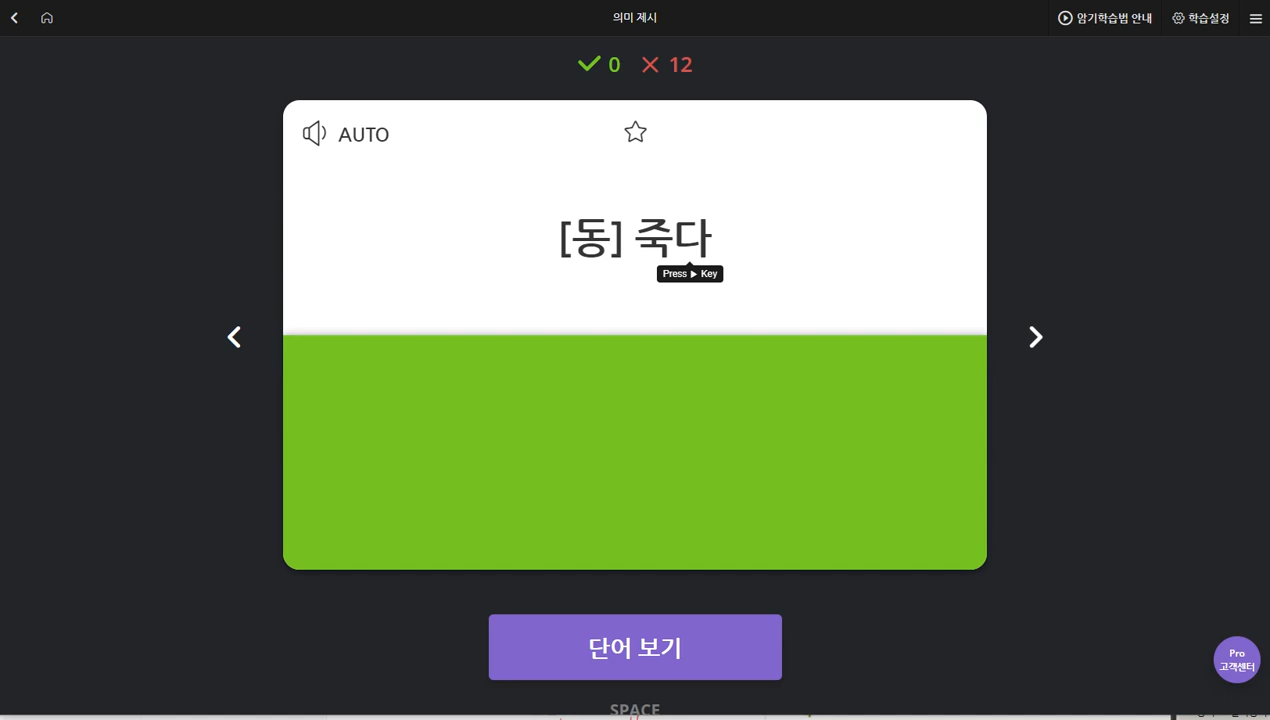 의미 제시
암기학습법 안내
학습설정
0
12
AUTO
[동] 죽다
Press ▶ Key
단어 보기
Pro
고객센터
SPACE